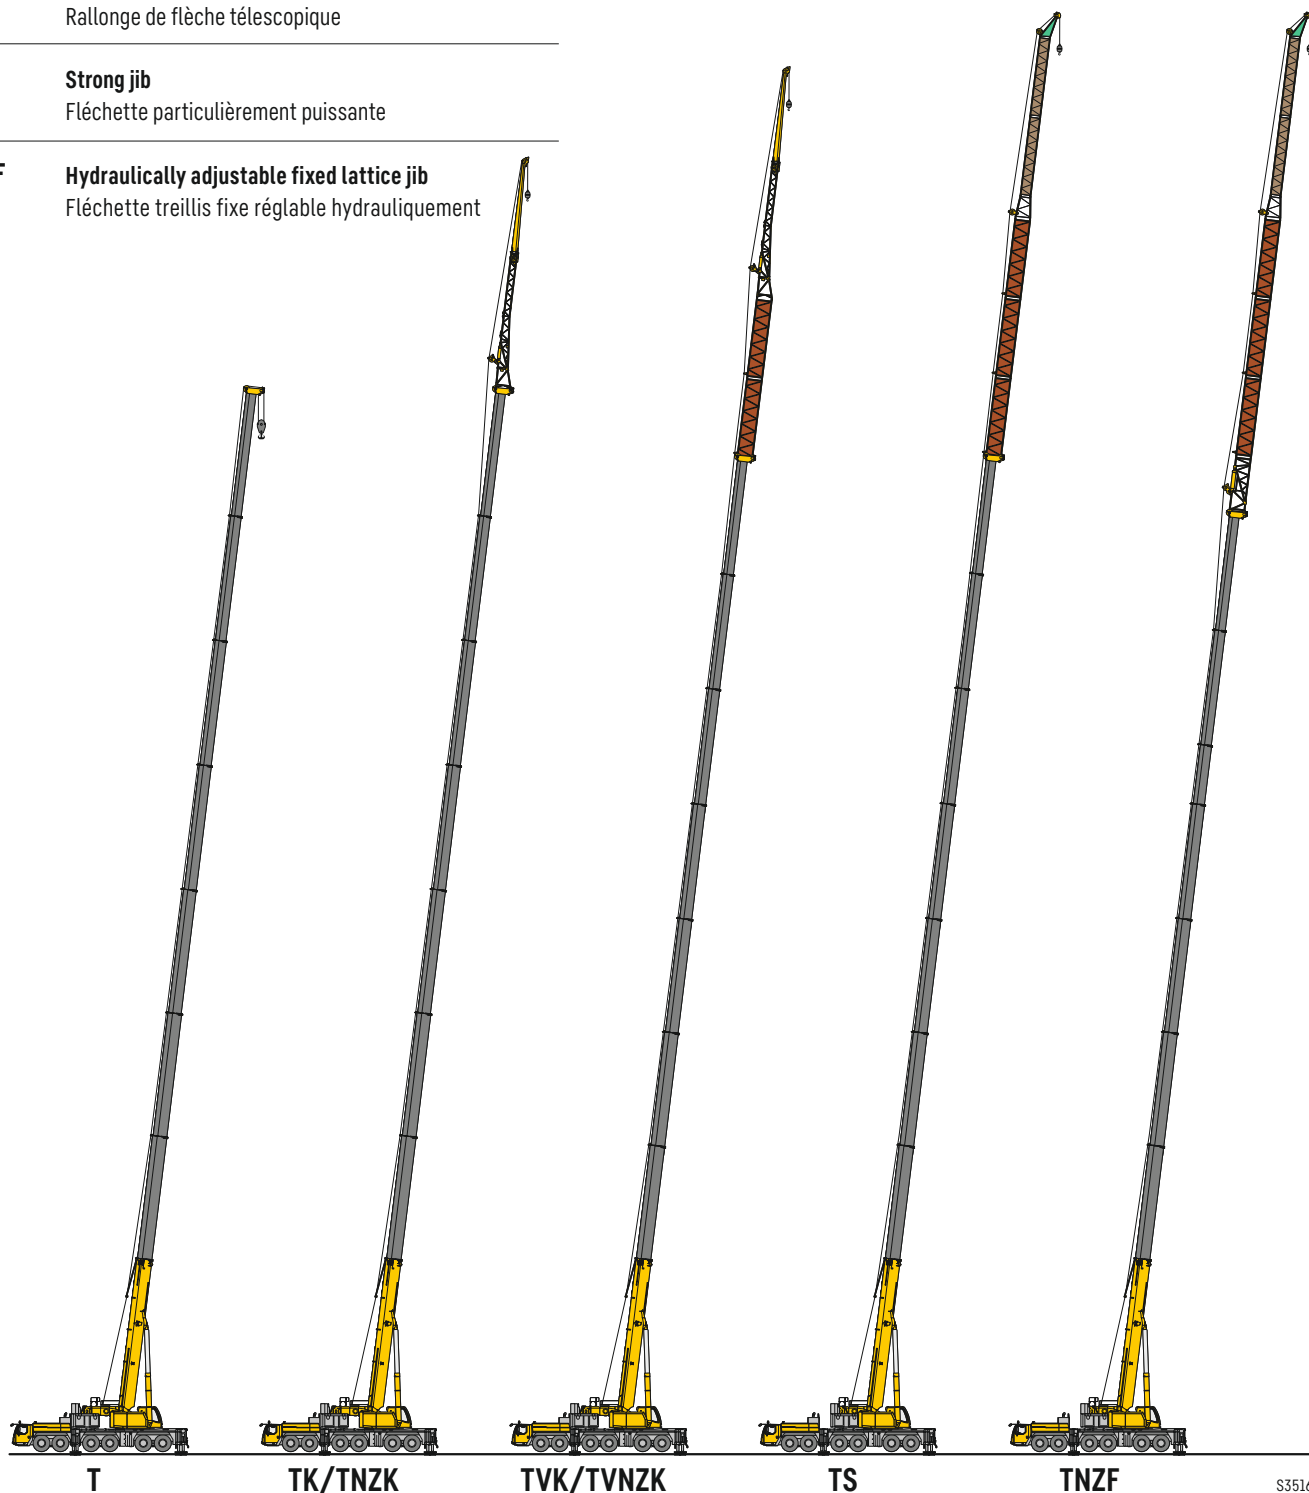 Rallonge de flèche télescopique
Strong jib
Fléchette particulièrement puissante
F
Hydraulically adjustable fixed lattice jib
Fléchette treillis fixe réglable hydrauliquement
T
TK/TNZK
TVK/TVNZK
TS
TNZF